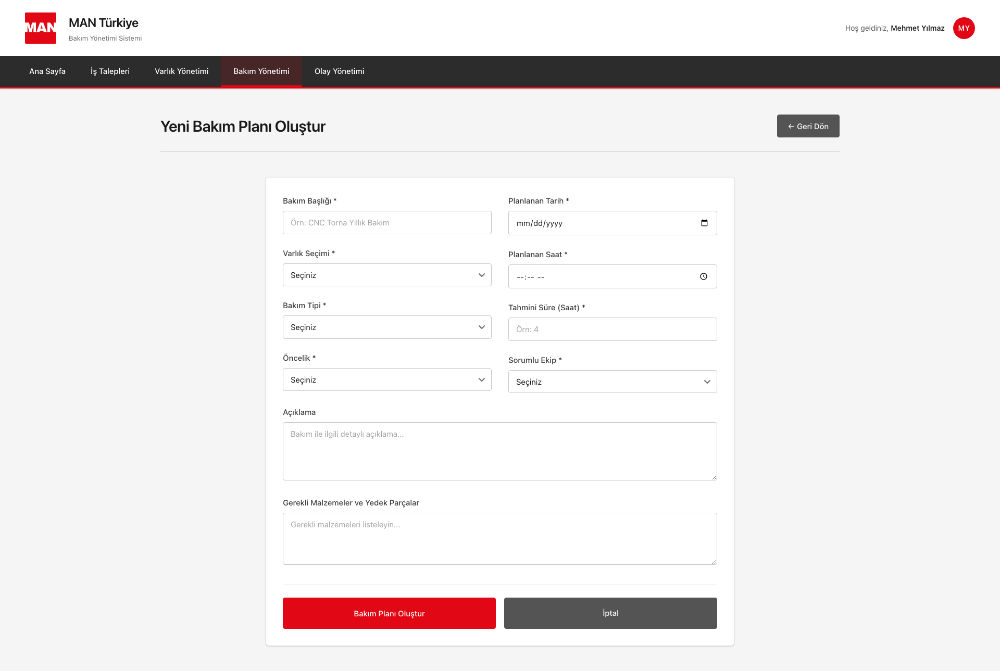 MAN
MAN Türkiye
Bakım Yönetimi Sistemi
Hoş geldiniz, Mehmet Yılmaz
MY
Ana Sayfa
İş Talepleri
Varlık Yönetimi
Bakım Yönetimi
Olay Yönetimi
Yeni Bakım Planı Oluştur
← Geri Dön
Bakım Başlığı *
Örn: CNC Torna Yıllık Bakım
Planlanan Tarih *
mm/dd/yyyy
Varlık Seçimi *
Seçiniz
Planlanan Saat *
--:-- --
Bakım Tipi *
Seçiniz
Tahmini Süre (Saat) *
Örn: 4
Öncelik *
Seçiniz
Sorumlu Ekip *
Seçiniz
Açıklama
Bakım ile ilgili detaylı açıklama...
Gerekli Malzemeler ve Yedek Parçalar
Gerekli malzemeleri listeleyin...
Bakım Planı Oluştur
İptal